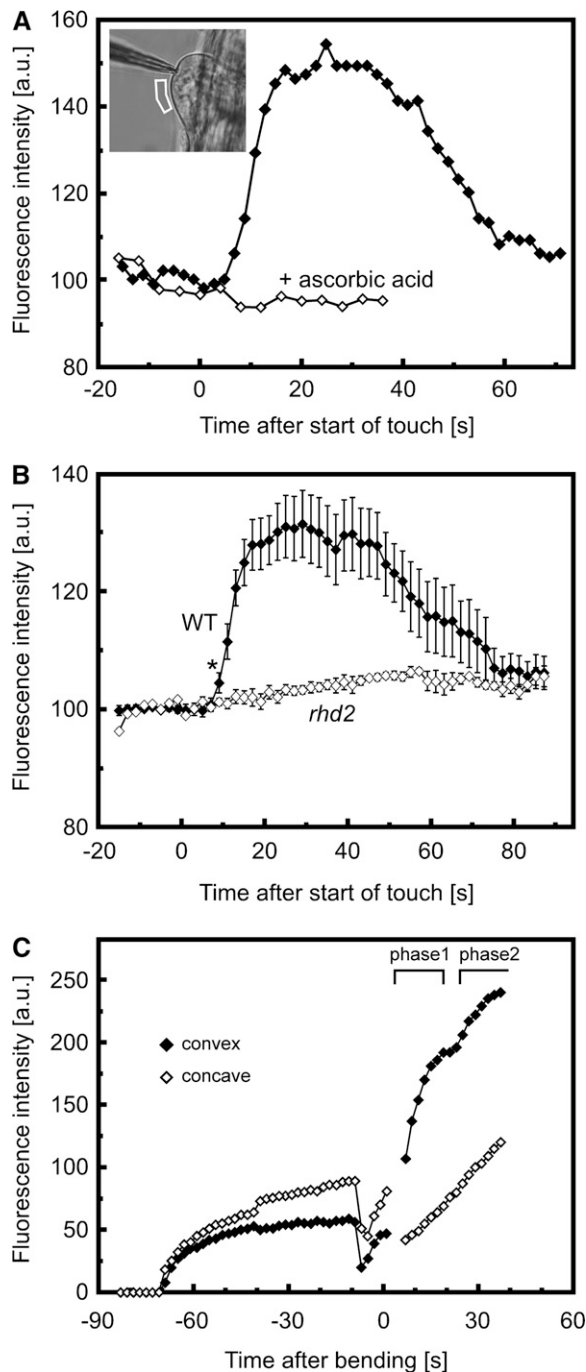 A
Fluorescence intensity [a.u.]
160
140
120
100
80
+ ascorbic acid
-20
0
20
40
60
Time after start of touch [s]
B
Fluorescence intensity [a.u.]
140
120
100
80
WT
*
rhd2
-20
0
20
40
60
80
Time after start of touch [s]
C
Fluorescence intensity [a.u.]
250
200
150
100
50
0
phase1 phase2
convex
concave
-90
-60
-30
0
30
60
Time after bending [s]